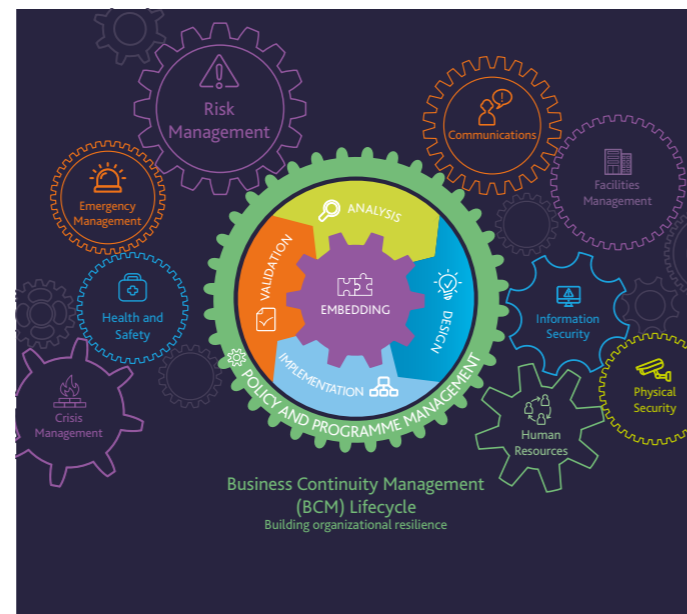 Risk
Management
Communications
Facilities
Management
Emergency
Management
ANALYSIS
VALIDATION
EMBEDDING
DESIGN
IMPLEMENTATION
POLICY AND PROGRAMME MANAGEMENT
Health and
Safety
Information
Security
Crisis
Management
Physical
Security
Human
Resources
Business Continuity Management
(BCM) Lifecycle
Building organizational resilience